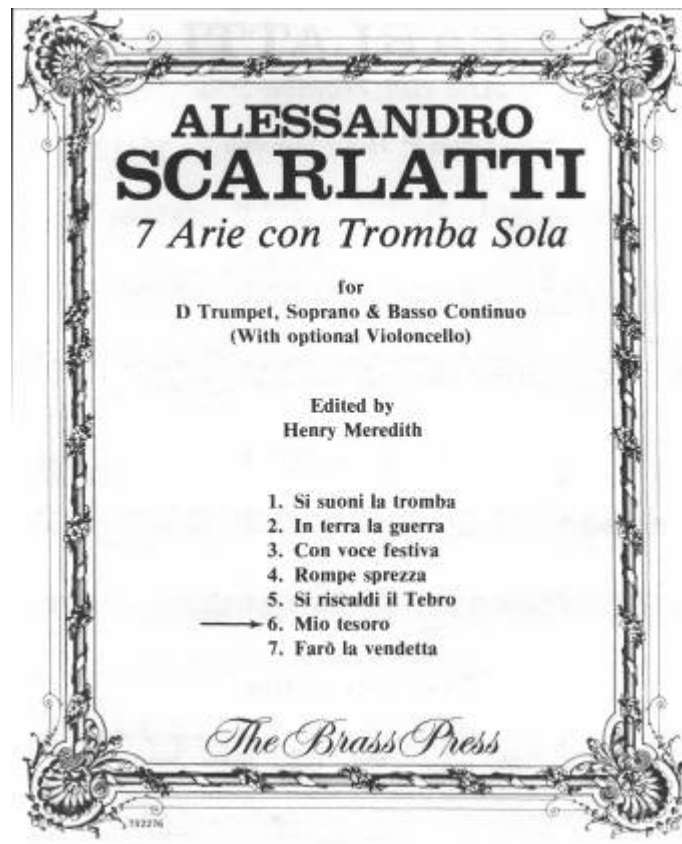 ALESSANDRO
SCARLATTI
7 Arie con Tromba Sola
for
D Trumpet, Soprano & Basso Continuo
(With optional Violoncello)
Edited by
Henry Meredith
1. Si suoni la tromba
2. In terra la guerra
3. Con voce festiva
4. Rompe sprezza
5. Si riscaldi il Tebro
6. Mio tesoro
7. Farò la vendetta
The Brass Press